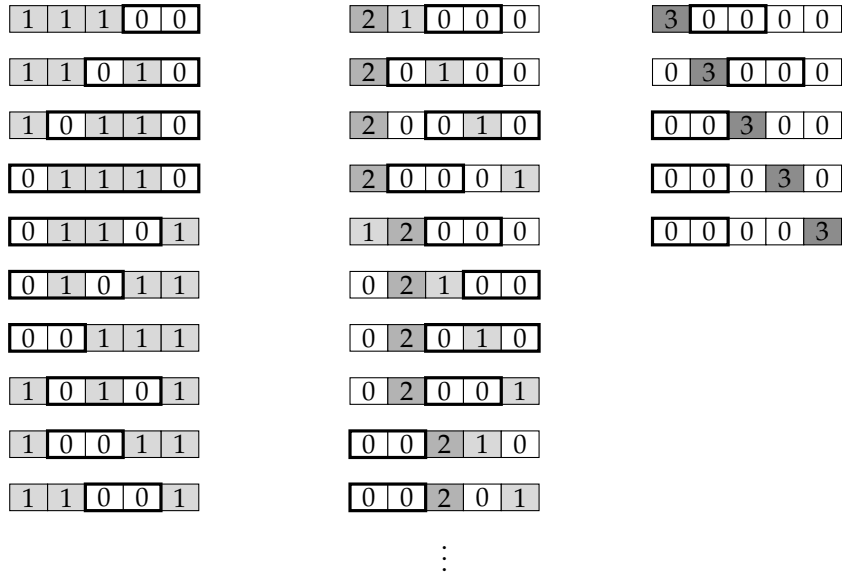 1 1 1 0 0 2 1 0 0 0 3 0 0 0 0
1 1 0 1 0 2 0 1 0 0 0 3 0 0 0
1 0 1 1 0 2 0 0 1 0 0 0 3 0 0
0 1 1 1 0 2 0 0 0 1 0 0 0 3 0
0 1 1 0 1 1 2 0 0 0 0 0 0 0 3
0 1 0 1 1 0 2 1 0 0
0 0 1 1 1 0 2 0 1 0
1 0 1 0 1 0 2 0 0 1
1 0 0 1 1 0 0 2 1 0
1 1 0 0 1 0 0 2 0 1
⋮